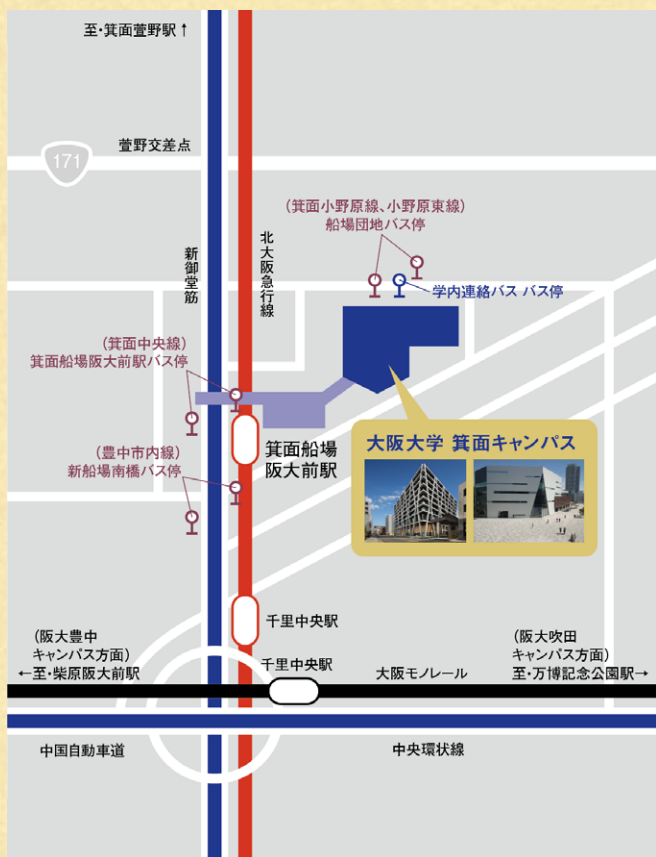 至・箕面萱野駅↑
萱野交差点
171
(箕面小野原線、小野原東線)
船場団地バス停
新御堂筋
北大阪急行線
学内連絡バス バス停
(箕面中央線)
箕面船場阪大前駅バス停
大阪大学 箕面キャンパス
箕面船場
阪大前駅
(豊中市内線)
新船場南橋バス停
千里中央駅
(阪大豊中
キャンパス方面)
←至・柴原阪大前駅
千里中央駅
大阪モノレール
(阪大吹田
キャンパス方面)
至・万博記念公園駅→
中国自動車道
中央環状線